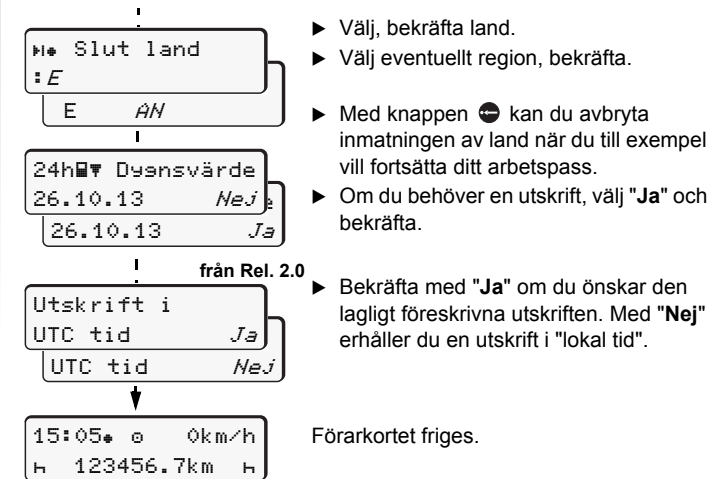 Slut land
:E
E AN
Välj, bekräfta land.
Välj eventuellt region, bekräfta.
Med knappen kan du avbryta
inmatningen av land när du till exempel
vill fortsätta ditt arbetspass.
24h Dygnsvärde
26.10.13 Nej
26.10.13 Ja
Om du behöver en utskrift, välj "Ja" och
bekräfta.
från Rel. 2.0
Utskrift i
UTC tid Ja
UTC tid Nej
Bekräfta med "Ja" om du önskar den
lagligt föreskrivna utskriften. Med "Nej"
erhåller du en utskrift i "lokal tid".
15:05 0km/h
123456.7km
Förarkortet friges.